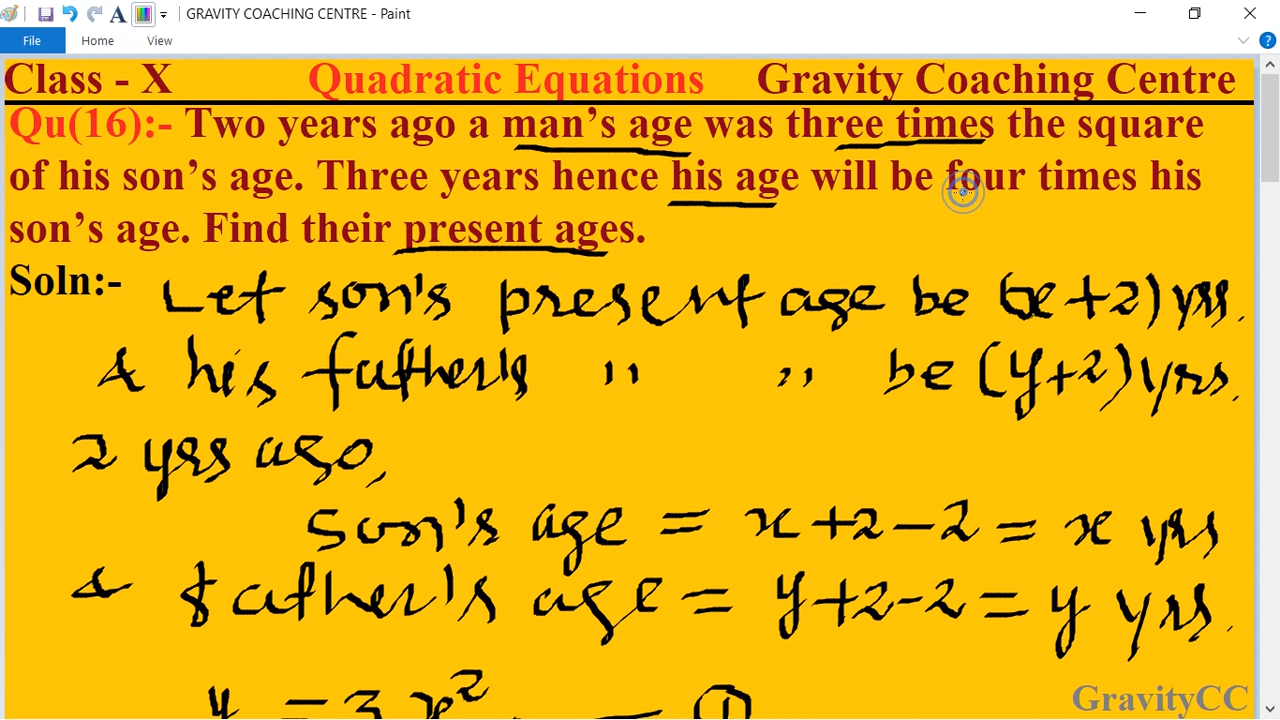 GRAVITY COACHING CENTRE - Paint
File Home View
Class - X Quadratic Equations Gravity Coaching Centre
Qu(16):- Two years ago a man's age was three times the square
of his son's age. Three years hence his age will be four times his
son's age. Find their present ages.
Soln:- Let son's present age be (x+2) yrs.
& his father's " " be (y+2) yrs.
2 yrs ago,
Son's age = x+2-2 = x yrs
& father's age = y+2-2 = y yrs.
y = 3x² — ①
GravityCC